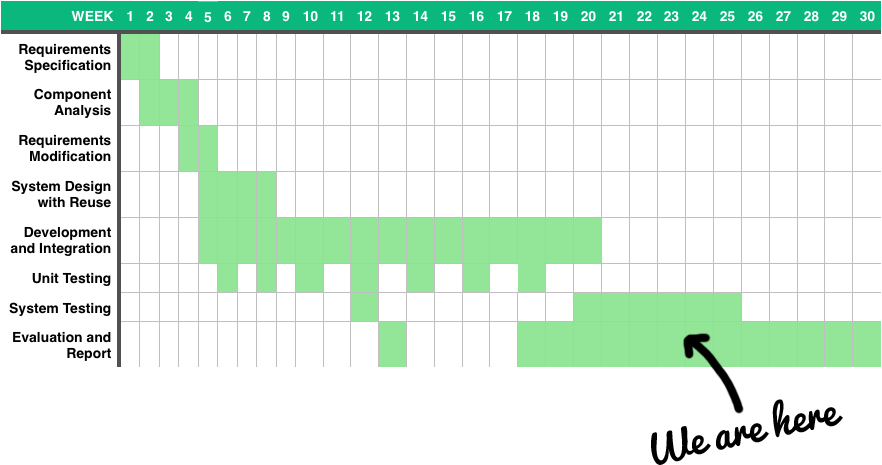 WEEK 1 2 3 4 5 6 7 8 9 10 11 12 13 14 15 16 17 18 19 20 21 22 23 24 25 26 27 28 29 30
Requirements
Specification
Component
Analysis
Requirements
Modification
System Design
with Reuse
Development
and Integration
Unit Testing
System Testing
Evaluation and
Report
We are here